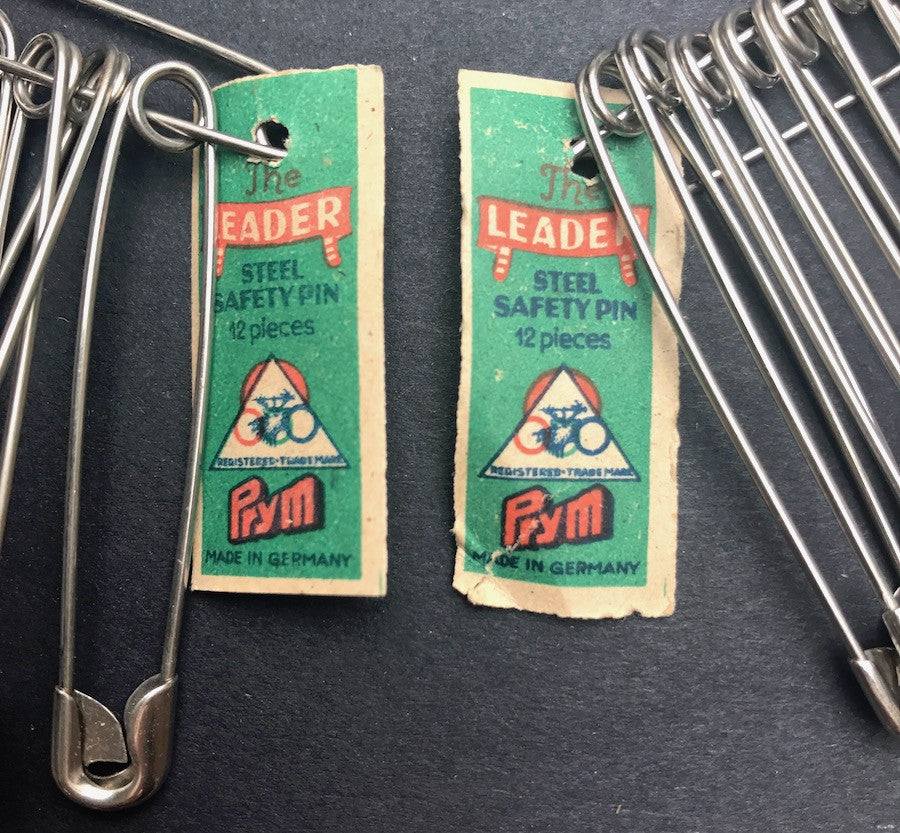 The
LEADER
STEEL
SAFETY PIN
12 pieces
REGISTERED·TRADE MARK
Prym
MADE IN GERMANY
The
LEADER
STEEL
SAFETY PIN
12 pieces
REGISTERED·TRADE MARK
Prym
MADE IN GERMANY